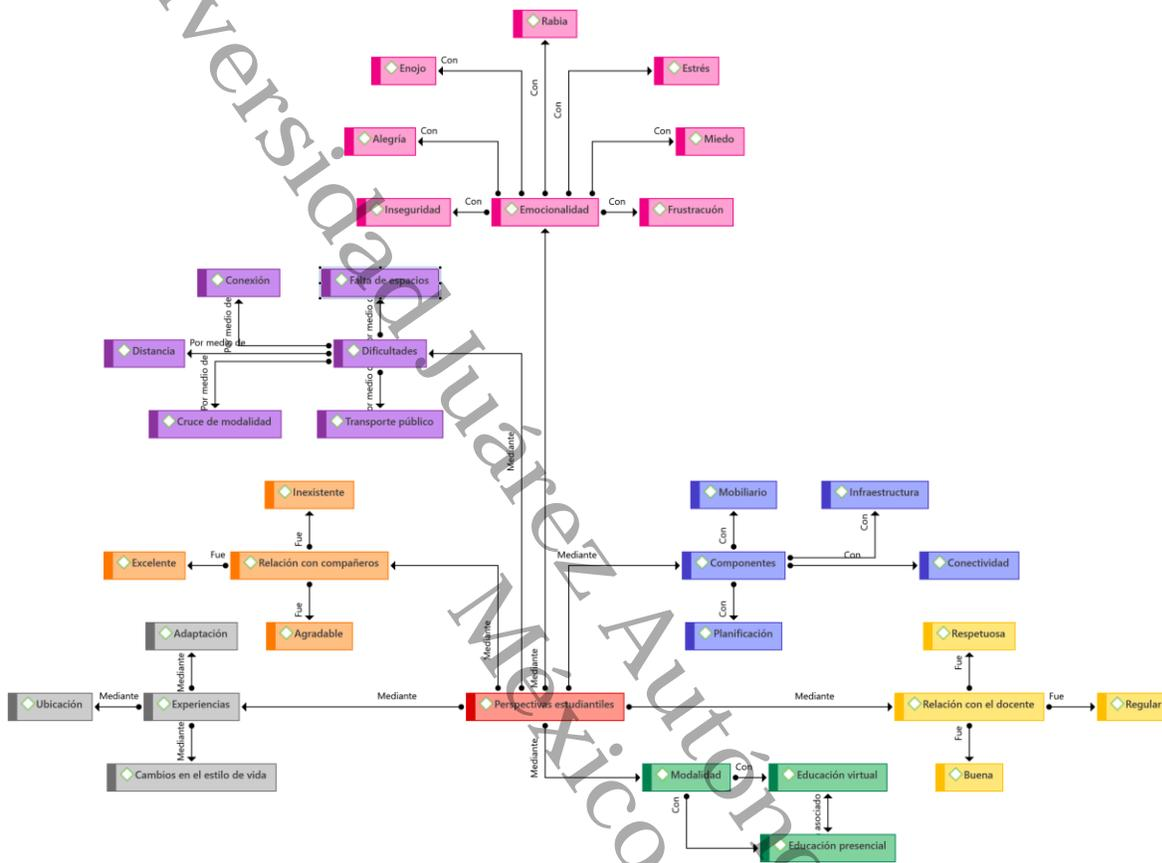 Rabia
Enojo
Con
Con
Con
Estrés
Alegría
Con
Con
Miedo
Inseguridad
Con
Emocionalidad
Con
Frustracuón
Conexión
Falta de espacios
Por medio de
Distancia
Por medio de
Dificultades
Por medio de
Cruce de modalidad
Transporte público
Mediante
Inexistente
Fue
Excelente
Fue
Relación con compañeros
Fue
Agradable
Mediante
Mobiliario
Infraestructura
Con
Con
Mediante
Componentes
Con
Conectividad
Con
Planificación
Adaptación
Mediante
Mediante
Respetuosa
Fue
Ubicación
Mediante
Experiencias
Mediante
Perspectivas estudiantiles
Mediante
Relación con el docente
Fue
Regular
Mediante
Cambios en el estilo de vida
Mediante
Modalidad
Con
Educación virtual
Fue
Buena
Con
asociado
Educación presencial
Juárez
México